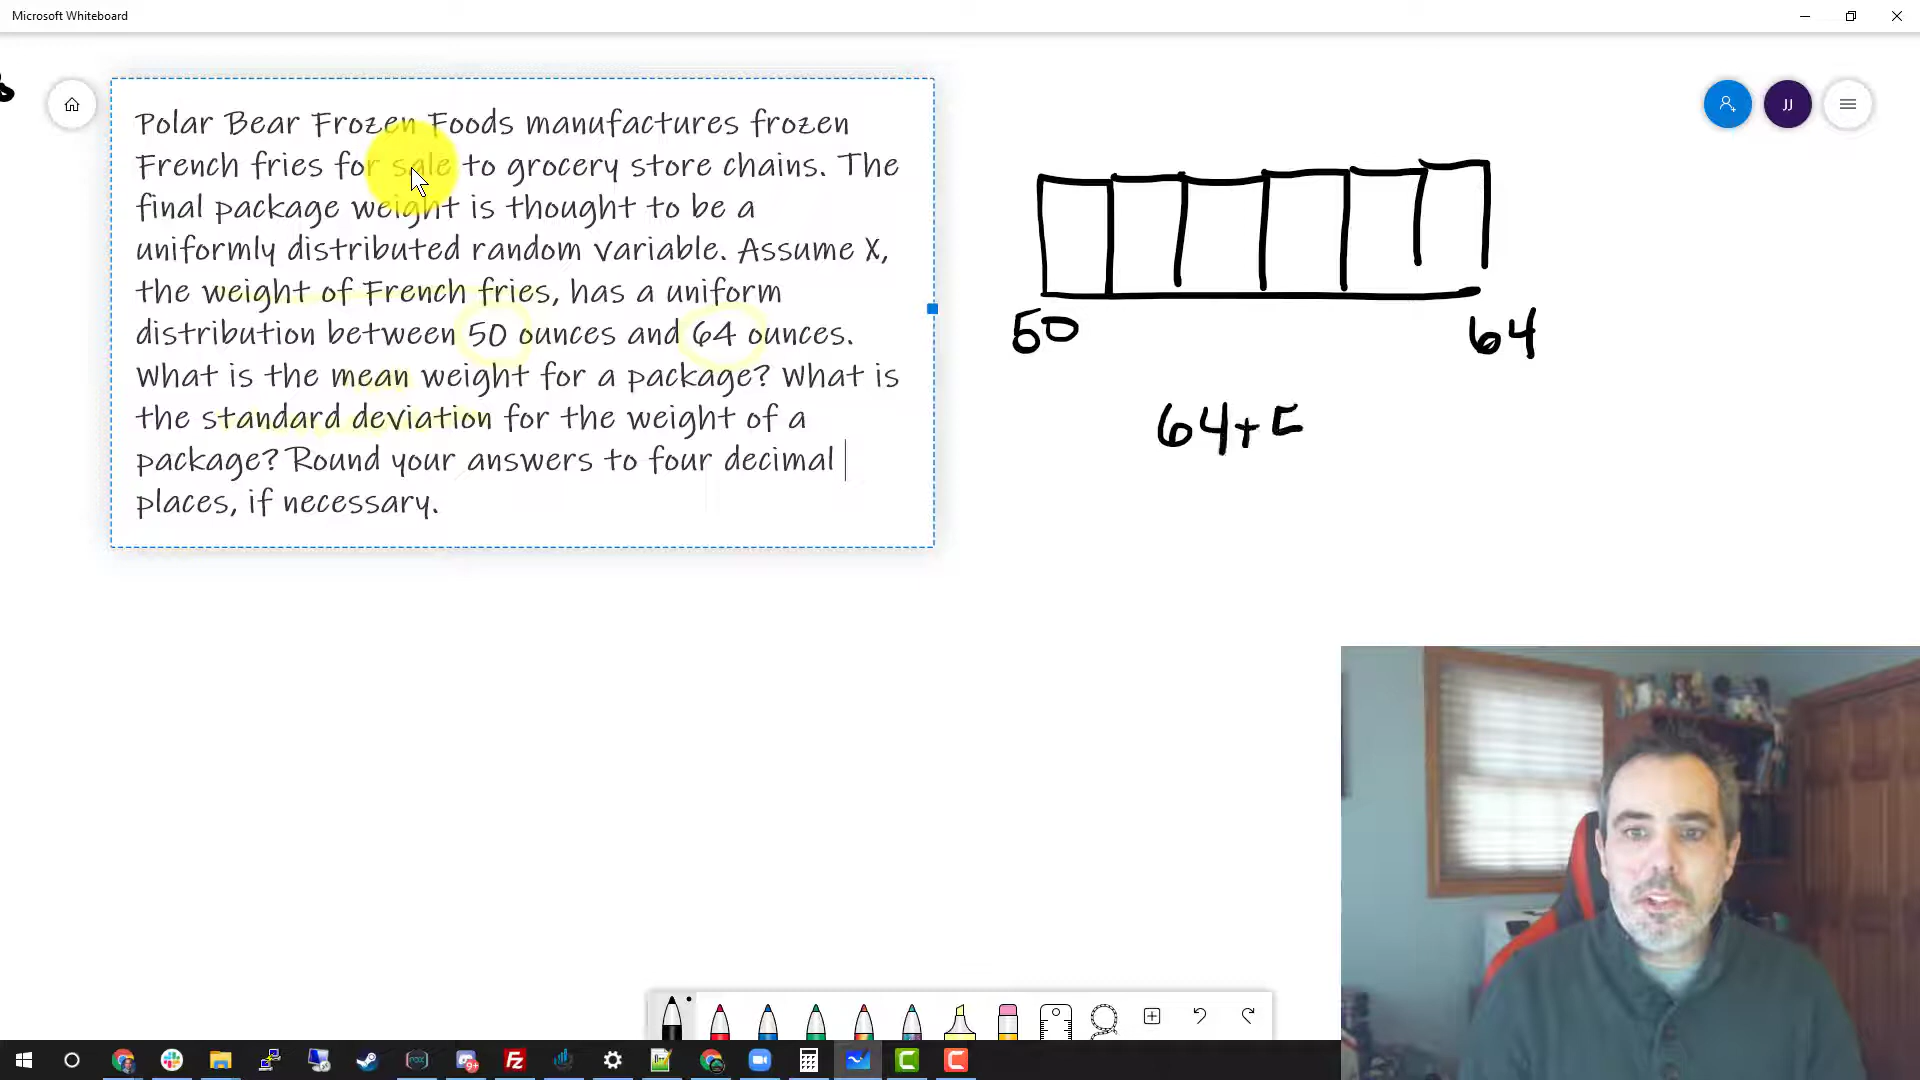 Microsoft Whiteboard
Polar Bear Frozen Foods manufactures frozen
French fries for sale to grocery store chains. The
final package weight is thought to be a
uniformly distributed random variable. Assume X,
the weight of French fries, has a uniform
distribution between 50 ounces and 64 ounces.
What is the mean weight for a package? What is
the standard deviation for the weight of a
package? Round your answers to four decimal
places, if necessary.
JJ
50 64
64+5